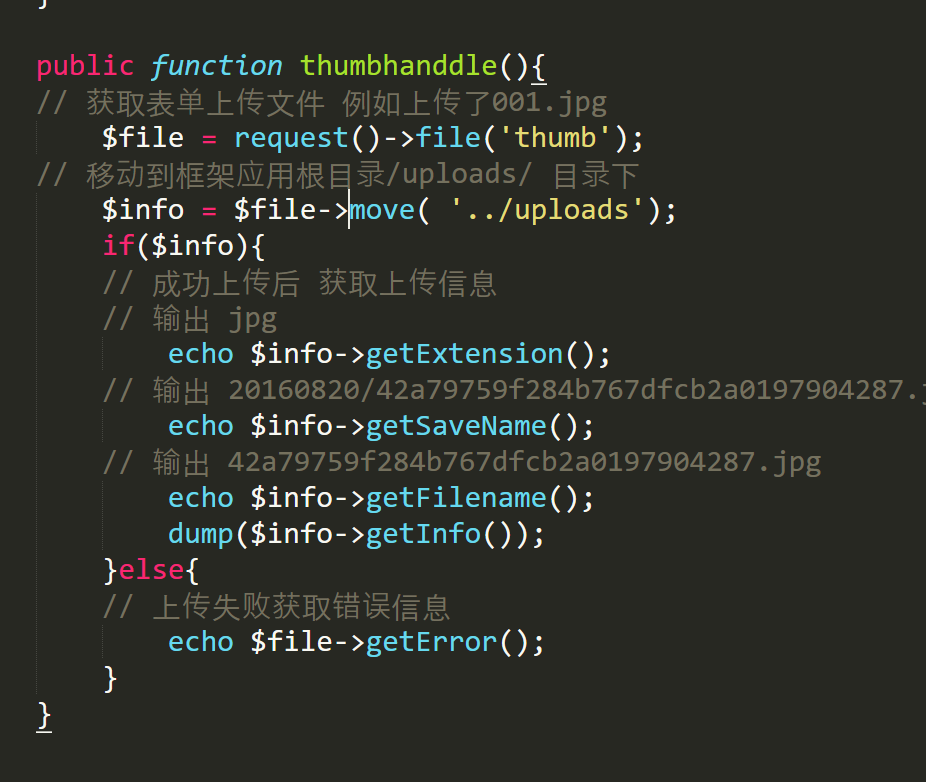 }
public function thumbhanddle(){
// 获取表单上传文件 例如上传了001.jpg
$file = request()->file('thumb');
// 移动到框架应用根目录/uploads/ 目录下
$info = $file->move( '../uploads');
if($info){
// 成功上传后 获取上传信息
// 输出 jpg
echo $info->getExtension();
// 输出 20160820/42a79759f284b767dfcb2a0197904287.j
echo $info->getSaveName();
// 输出 42a79759f284b767dfcb2a0197904287.jpg
echo $info->getFilename();
dump($info->getInfo());
}else{
// 上传失败获取错误信息
echo $file->getError();
}
}